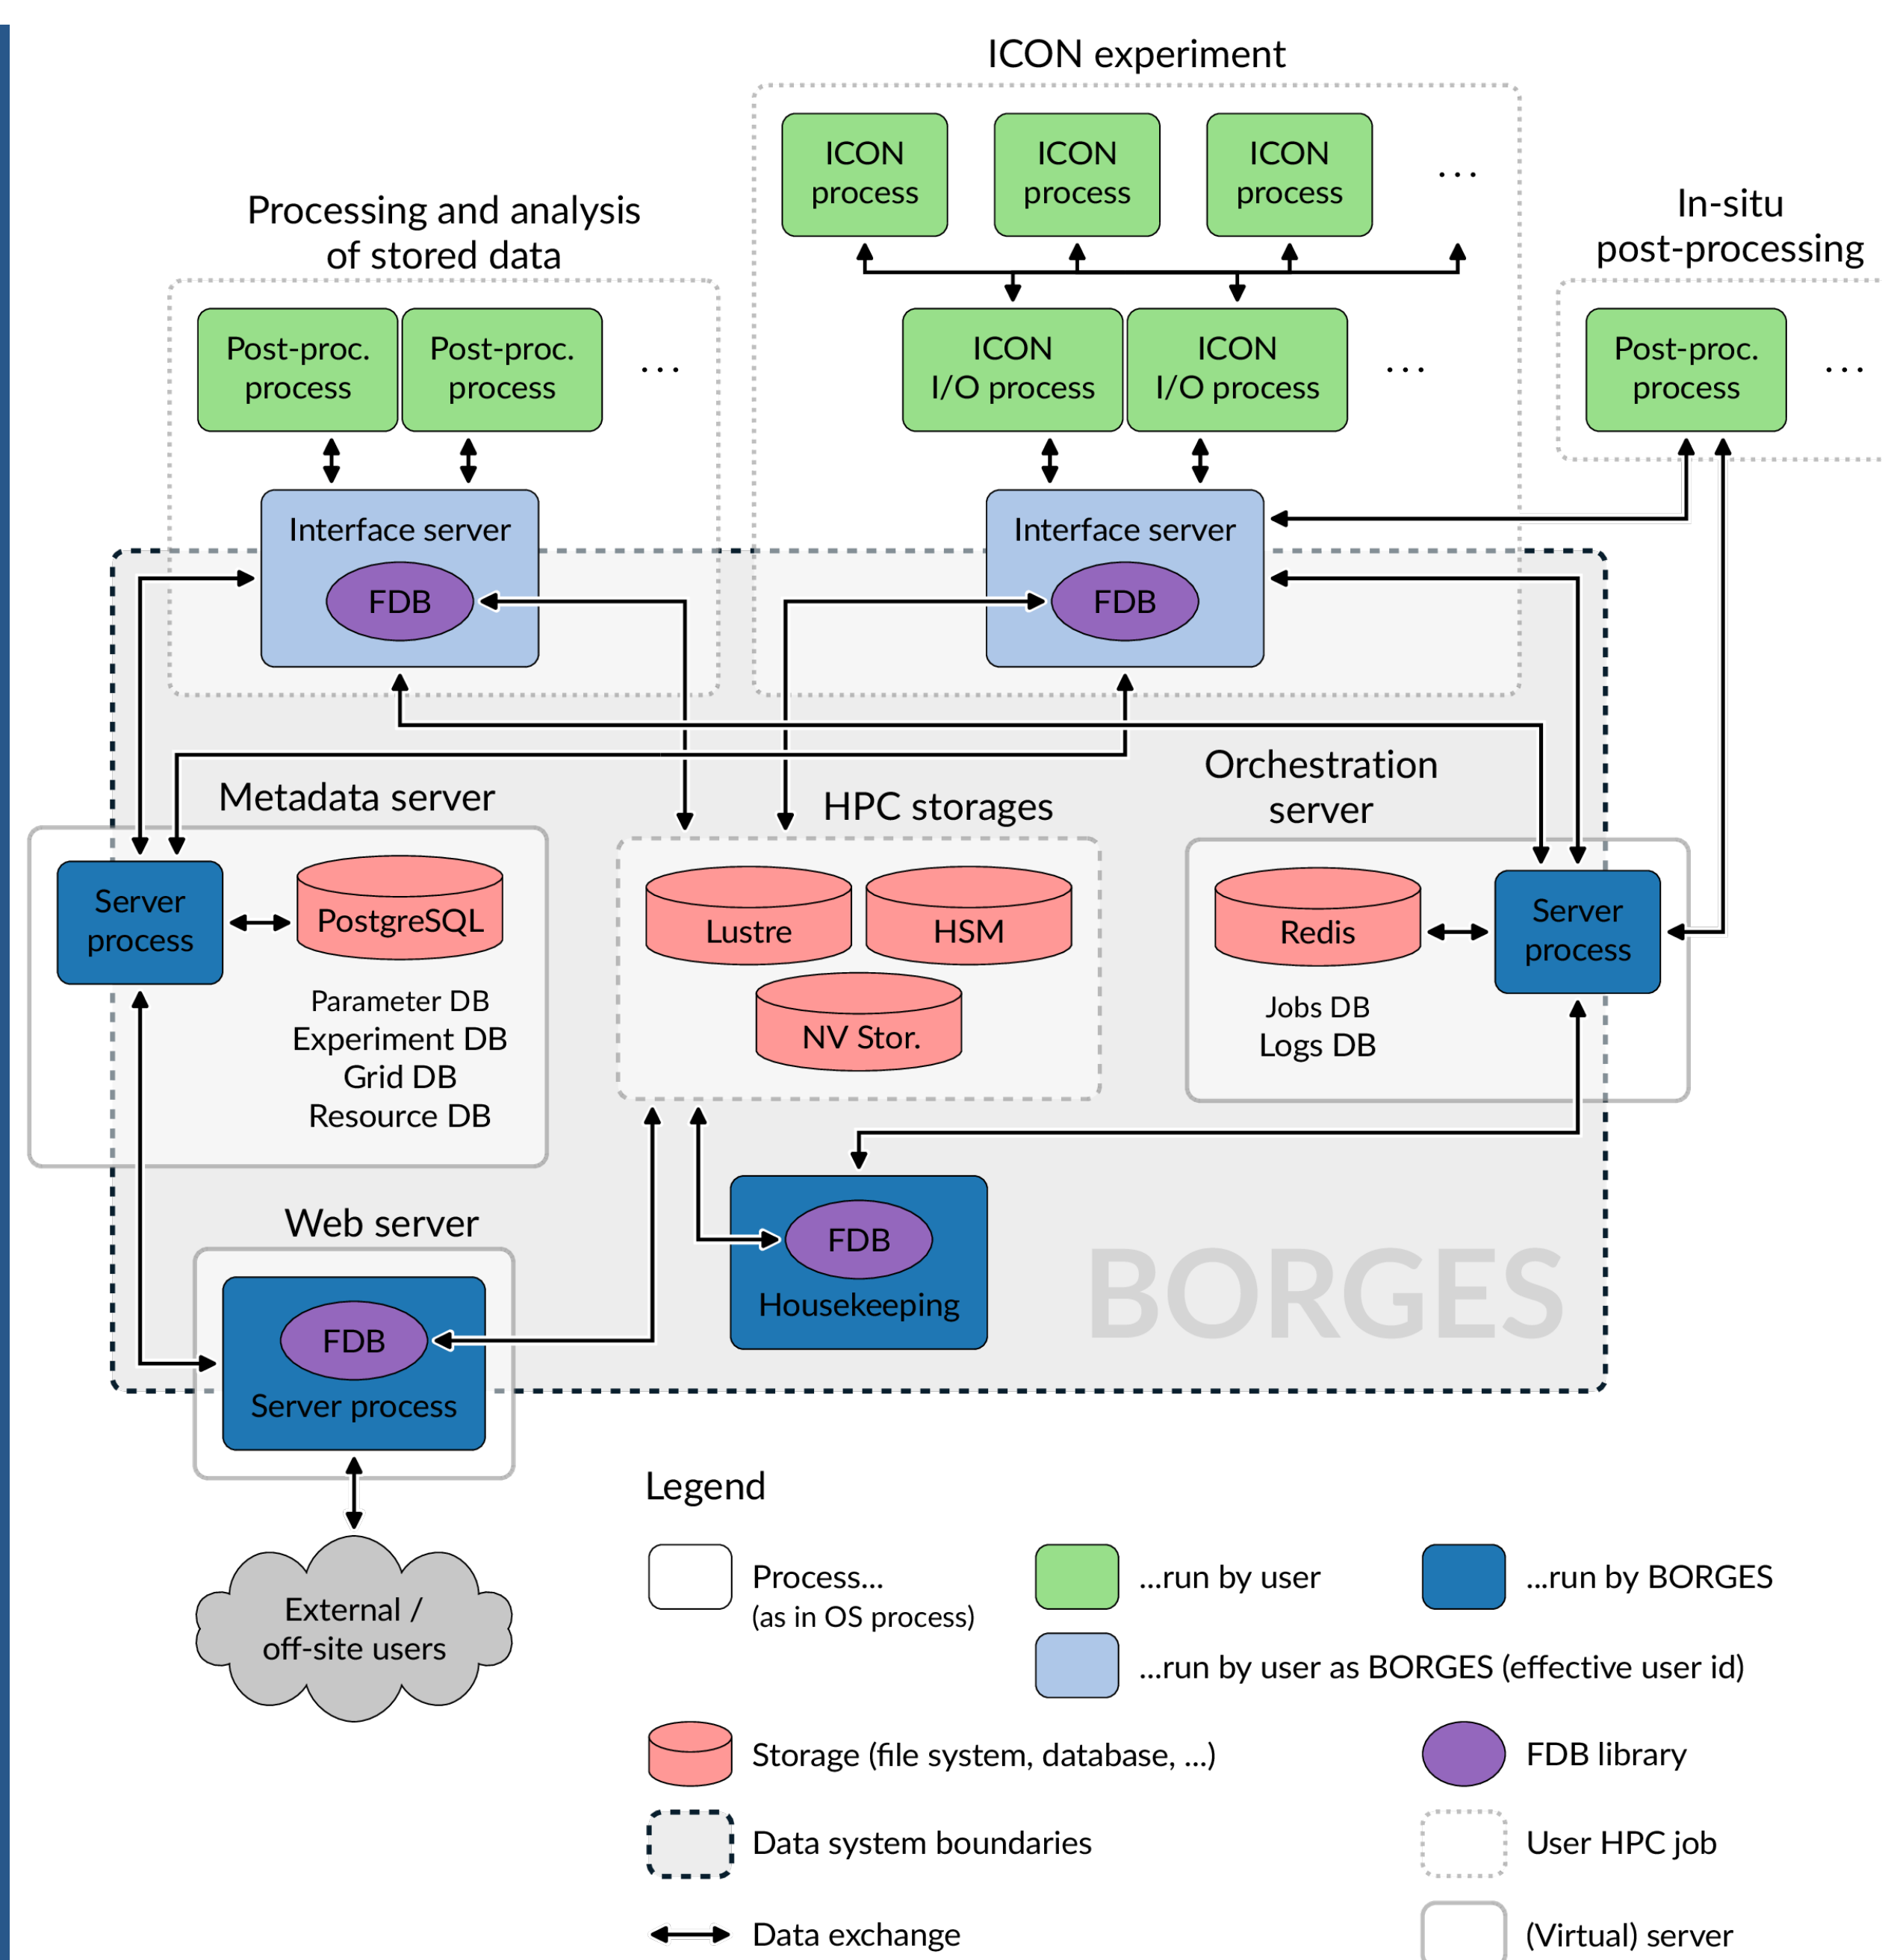 ICON experiment
ICON
process
ICON
process
ICON
process
...
Processing and analysis
of stored data
In-situ
post-processing
Post-proc.
process
Post-proc.
process
...
ICON
I/O process
ICON
I/O process
...
Post-proc.
process
...
Interface server
FDB
Interface server
FDB
Metadata server
HPC storages
Orchestration
server
Server
process
PostgreSQL
Parameter DB
Experiment DB
Grid DB
Resource DB
Lustre
HSM
NV Stor.
Redis
Jobs DB
Logs DB
Server
process
Web server
FDB
Server process
FDB
Housekeeping
BORGES
External /
off-site users
Legend
Process...
(as in OS process)
...run by user
...run by BORGES
...run by user as BORGES (effective user id)
Storage (file system, database, ...)
FDB library
Data system boundaries
User HPC job
Data exchange
(Virtual) server